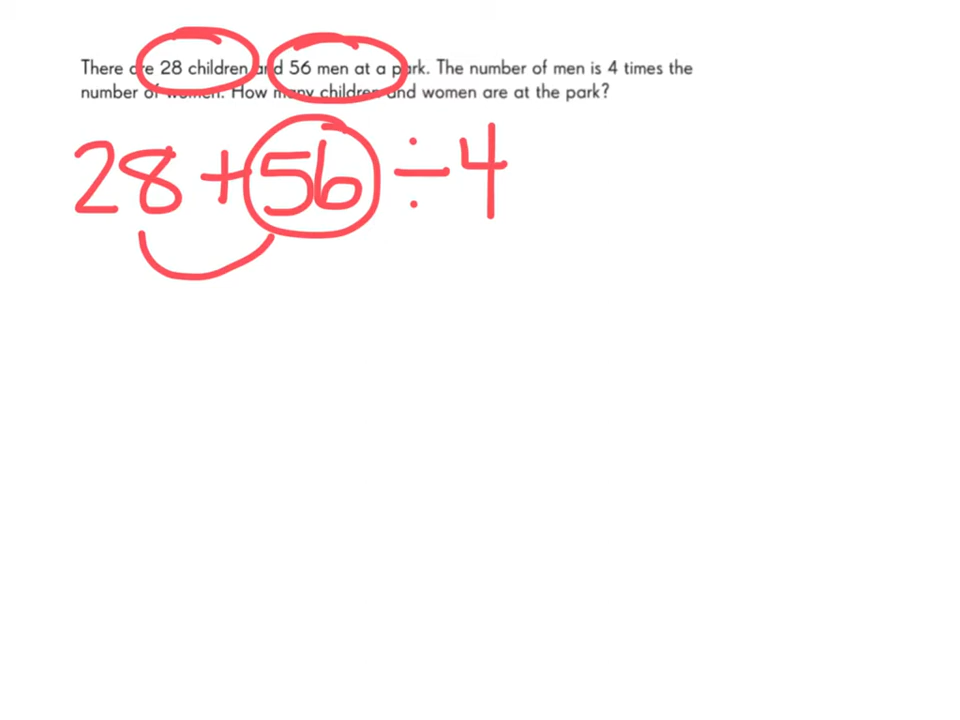 There are 28 children and 56 men at a park. The number of men is 4 times the
number of women. How many children and women are at the park?
28+56÷4